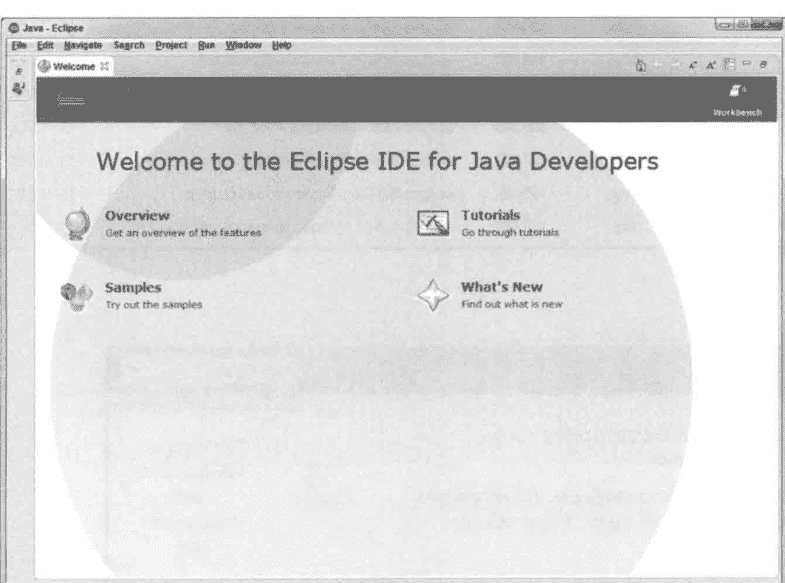 Java - Eclipse
File Edit Navigate Search Project Run Window Help
Welcome
Workbench
Welcome to the Eclipse IDE for Java Developers
Overview
Get an overview of the features
Tutorials
Go through tutorials
Samples
Try out the samples
What's New
Find out what is new